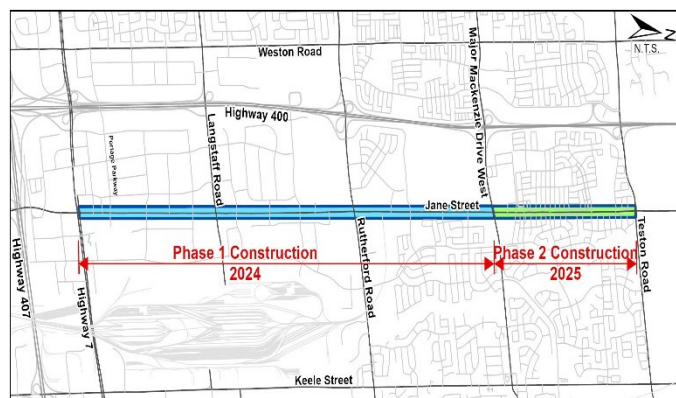 Weston Road
Z
N.T.S.
Highway 400
Major Mackenzie Drive West
Portage Parkway
Langstaff Road
Jane Street
Rutherford Road
Teston Road
Highway 407
Highway 7
Phase 1 Construction
2024
Phase 2 Construction
2025
Keele Street